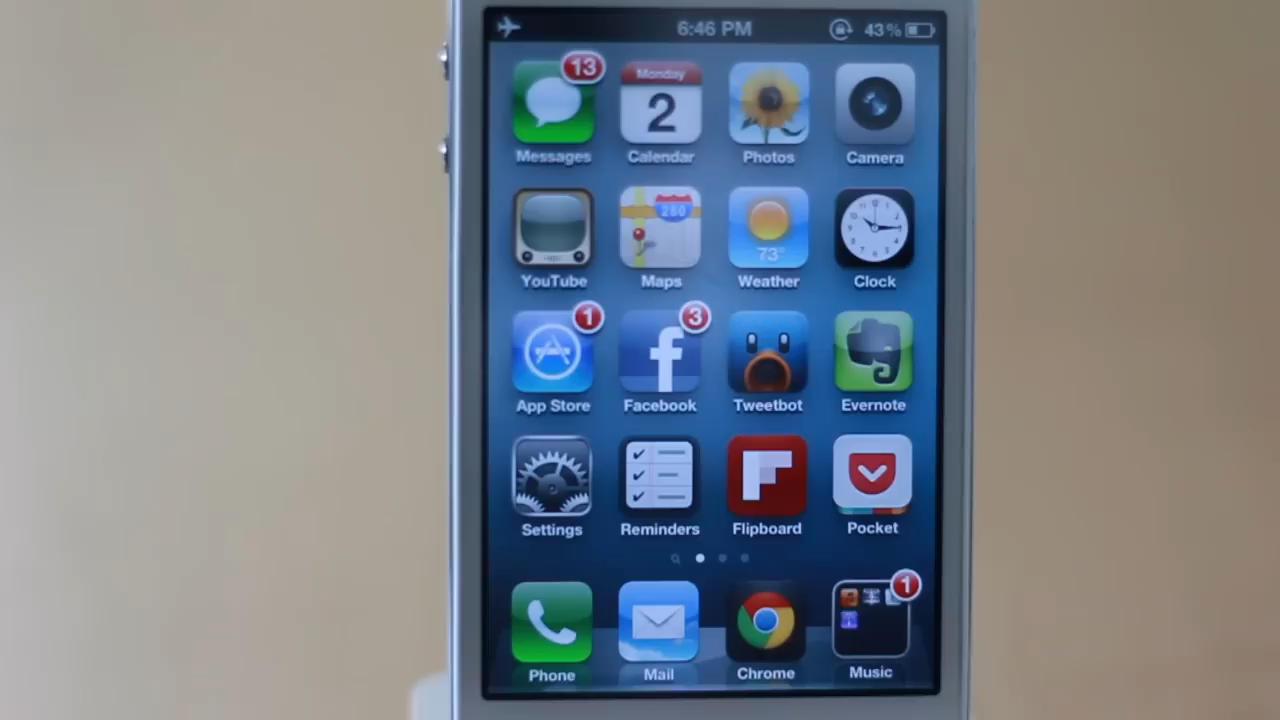 6:46 PM 43%
13 Monday
2
Messages Calendar Photos Camera
280
73°
YouTube Maps Weather Clock
1 3
f
App Store Facebook Tweetbot Evernote
Settings Reminders Flipboard Pocket
1
Phone Mail Chrome Music